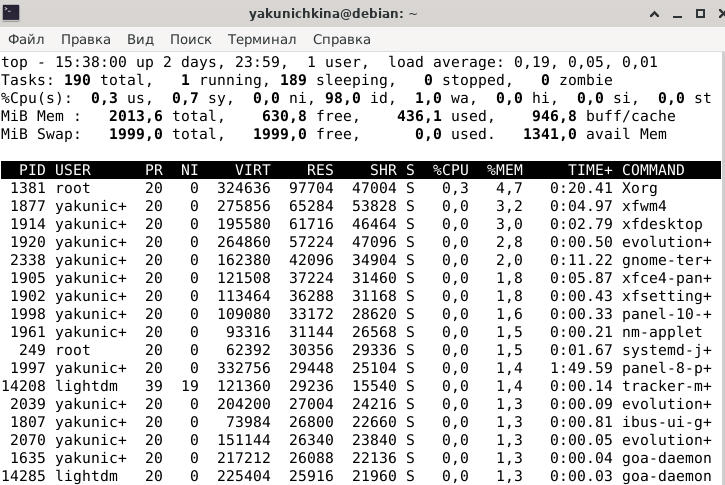 yakunichkina@debian: ~
Файл Правка Вид Поиск Терминал Справка
top - 15:38:00 up 2 days, 23:59, 1 user, load average: 0,19, 0,05, 0,01
Tasks: 190 total, 1 running, 189 sleeping, 0 stopped, 0 zombie
%Cpu(s): 0,3 us, 0,7 sy, 0,0 ni, 98,0 id, 1,0 wa, 0,0 hi, 0,0 si, 0,0 st
MiB Mem : 2013,6 total, 630,8 free, 436,1 used, 946,8 buff/cache
MiB Swap: 1999,0 total, 1999,0 free, 0,0 used. 1341,0 avail Mem
PID USER PR NI VIRT RES SHR S %CPU %MEM TIME+ COMMAND
1381 root 20 0 324636 97704 47004 S 0,3 4,7 0:20.41 Xorg
1877 yakunic+ 20 0 275856 65284 53828 S 0,0 3,2 0:04.97 xfwm4
1914 yakunic+ 20 0 195580 61716 46464 S 0,0 3,0 0:02.79 xfdesktop
1920 yakunic+ 20 0 264860 57224 47096 S 0,0 2,8 0:00.50 evolution+
2338 yakunic+ 20 0 162380 42096 34904 S 0,0 2,0 0:11.22 gnome-ter+
1905 yakunic+ 20 0 121508 37224 31460 S 0,0 1,8 0:05.87 xfce4-pan+
1902 yakunic+ 20 0 113464 36288 31168 S 0,0 1,8 0:00.43 xfsetting+
1998 yakunic+ 20 0 109080 33172 28620 S 0,0 1,6 0:00.33 panel-10-+
1961 yakunic+ 20 0 93316 31144 26568 S 0,0 1,5 0:00.21 nm-applet
249 root 20 0 62392 30356 29336 S 0,0 1,5 0:01.67 systemd-j+
1997 yakunic+ 20 0 332756 29448 25104 S 0,0 1,4 1:49.59 panel-8-p+
14208 lightdm 39 19 121360 29236 15540 S 0,0 1,4 0:00.14 tracker-m+
2039 yakunic+ 20 0 204200 27004 24216 S 0,0 1,3 0:00.09 evolution+
1807 yakunic+ 20 0 73984 26800 22660 S 0,0 1,3 0:00.81 ibus-ui-g+
2070 yakunic+ 20 0 151144 26340 23840 S 0,0 1,3 0:00.05 evolution+
1635 yakunic+ 20 0 217212 26088 22136 S 0,0 1,3 0:00.04 goa-daemon
14285 lightdm 20 0 225404 25916 21960 S 0,0 1,3 0:00.03 goa-daemon